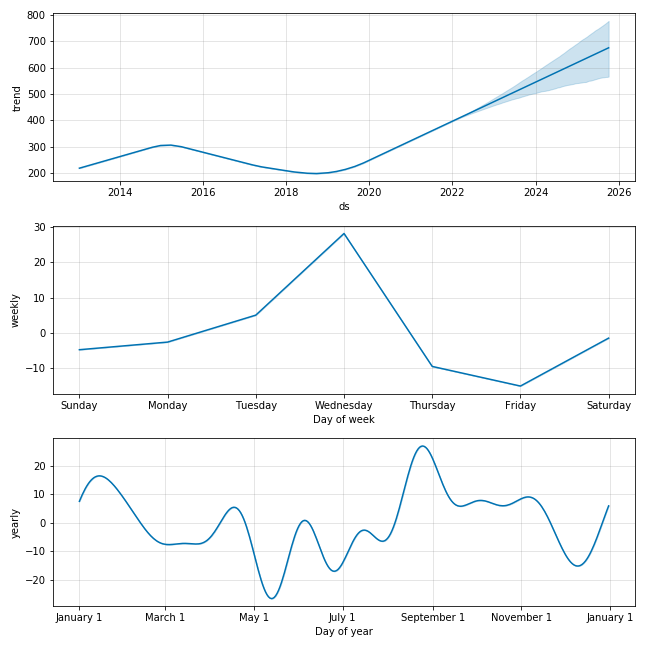 800
700
600
500
400
300
200
trend
2014 2016 2018 2020 2022 2024 2026
ds
30
20
10
0
−10
weekly
Sunday Monday Tuesday Wednesday Thursday Friday Saturday
Day of week
20
10
0
−10
−20
yearly
January 1 March 1 May 1 July 1 September 1 November 1 January 1
Day of year